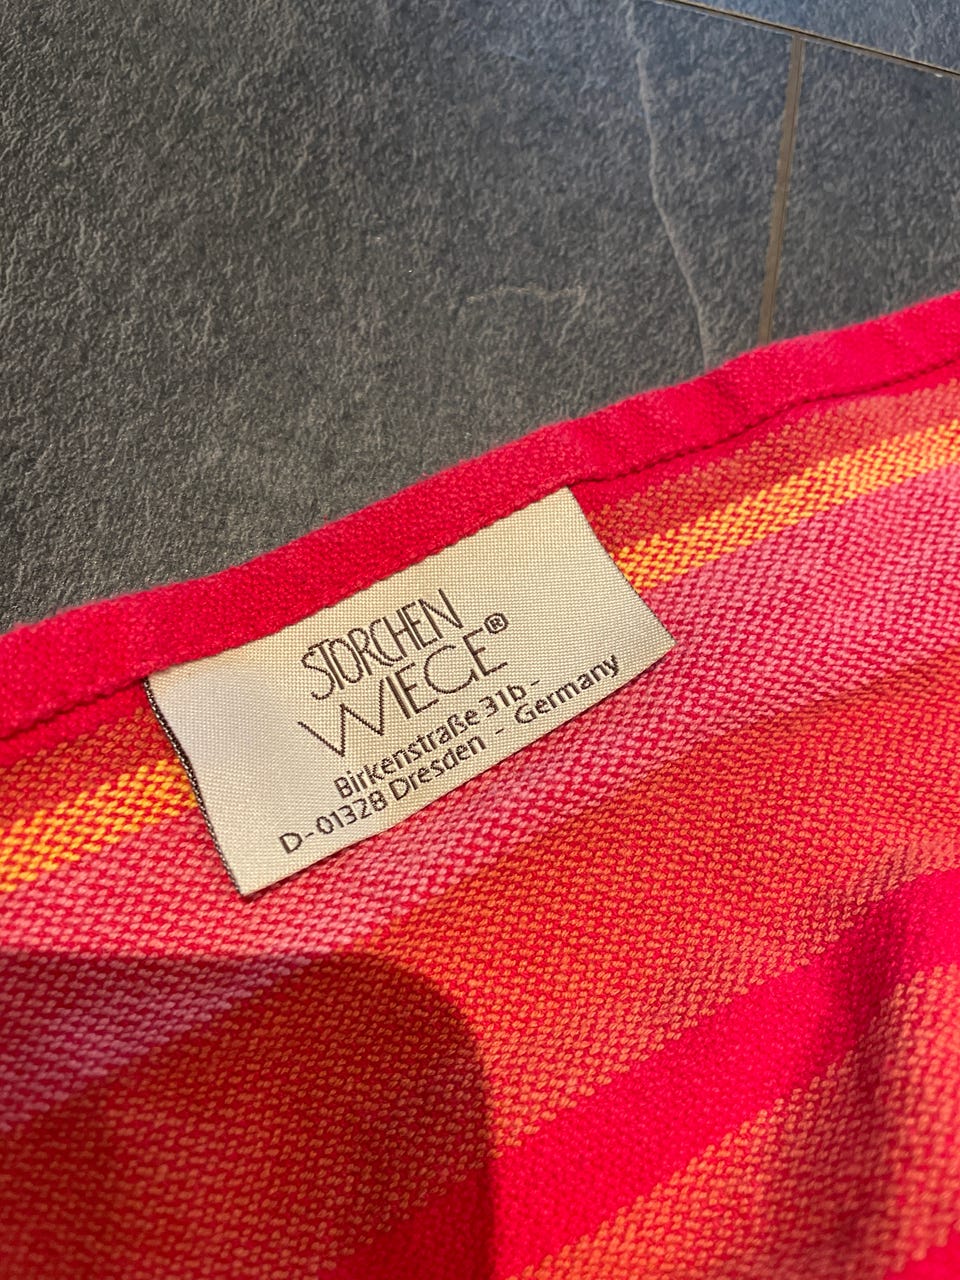 STORCHEN
WIEGE®
Birkenstraße 31b -
D-01328 Dresden - Germany